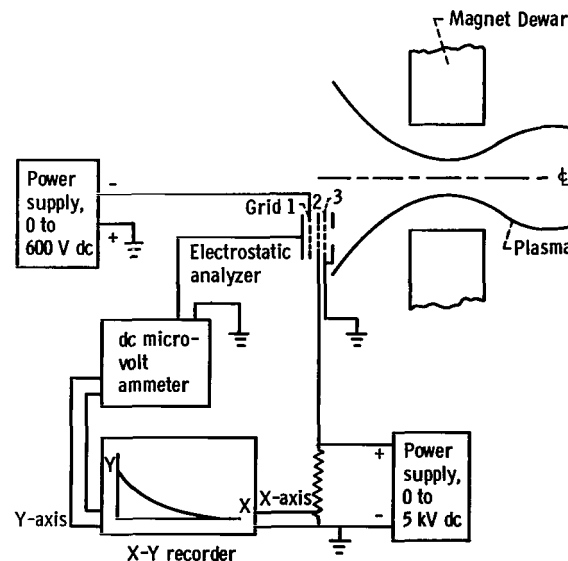 Magnet Dewar
Power
supply,
0 to
600 V dc
-
+
Grid 1
2
3
℄
Electrostatic
analyzer
Plasma
dc micro-
volt
ammeter
Y
X
X-axis
Y-axis
X-Y recorder
+
-
Power
supply,
0 to
5 kV dc